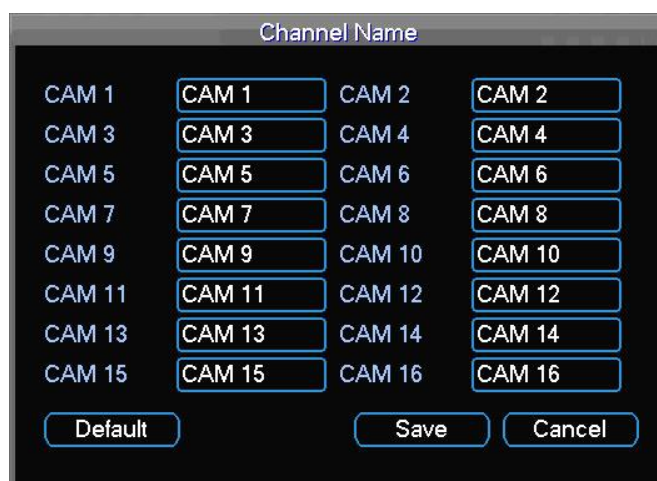 Channel Name
CAM 1 CAM 1 CAM 2 CAM 2
CAM 3 CAM 3 CAM 4 CAM 4
CAM 5 CAM 5 CAM 6 CAM 6
CAM 7 CAM 7 CAM 8 CAM 8
CAM 9 CAM 9 CAM 10 CAM 10
CAM 11 CAM 11 CAM 12 CAM 12
CAM 13 CAM 13 CAM 14 CAM 14
CAM 15 CAM 15 CAM 16 CAM 16
Default Save Cancel